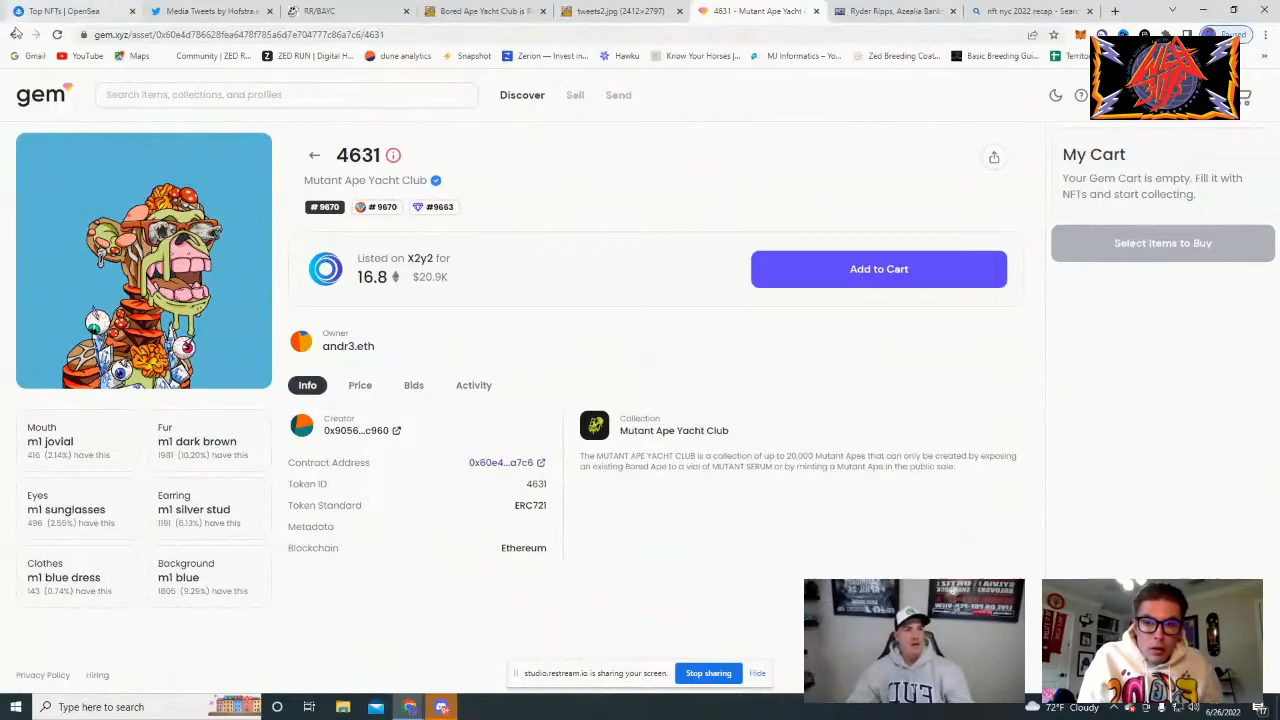 Top NFTs | OpenSea
Media Tweets by Hofstra.e
RR/BAYC
Bored Ape Yacht Club is R
tweets2.jpg (2412×2797)
4631 - Mutant Ape Yacht
Ryder Ripps, Azealia Banks
nft nyc 2022 recap - Searc
gem.xyz/asset/0x60e4d786628fea6478f785a6d7e704777c86a7c6/4631
Paused
YouTube
Maps
Community | ZED R...
ZED RUN | Digital H...
Core Analytics
Snapshot
Zerion — Invest in...
Hawku
Know Your Horses |...
MJ Informatics – Yo...
Zed Breeding Coat...
Basic Breeding Gui...
Territori
gem
Search items, collections, and profiles
Discover
Sell
Send
4631
Mutant Ape Yacht Club
# 9670
# 9670
#9663
Listed on X2y2 for
16.8
$20.9K
Add to Cart
My Cart
Your Gem Cart is empty. Fill it with
NFTs and start collecting.
Select Items to Buy
Owner
andr3.eth
Info
Price
Bids
Activity
Creator
0x9056...c960
Collection
Mutant Ape Yacht Club
The MUTANT APE YACHT CLUB is a collection of up to 20,000 Mutant Apes that can only be created by exposing
an existing Bored Ape to a vial of MUTANT SERUM or by minting a Mutant Ape in the public sale.
Contract Address
0x60e4...a7c6
Token ID
4631
Token Standard
ERC721
Metadata
Blockchain
Ethereum
Mouth
m1 jovial
416 (2.14%) have this
Fur
m1 dark brown
1981 (10.20%) have this
Eyes
m1 sunglasses
496 (2.55%) have this
Earring
m1 silver stud
1191 (6.13%) have this
Clothes
m1 blue dress
143 (0.74%) have this
Background
m1 blue
1805 (9.29%) have this
Privacy Policy
Hiring
studio.restream.io is sharing your screen.
Stop sharing
Hide
Type here to search
72°F Cloudy
6/26/2022
17